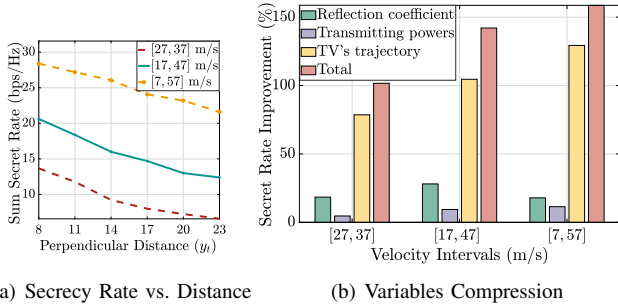 [27, 37] m/s
[17, 47] m/s
[7, 57] m/s
Sum Secret Rate (bps/Hz)
30
25
20
15
10
8 11 14 17 20 23
Perpendicular Distance (y_t)
a) Secrecy Rate vs. Distance
Reflection coefficient
Transmitting powers
TV's trajectory
Total
Secret Rate Improvement (%)
150
100
50
0
[27, 37] [17, 47] [7, 57]
Velocity Intervals (m/s)
(b) Variables Compression